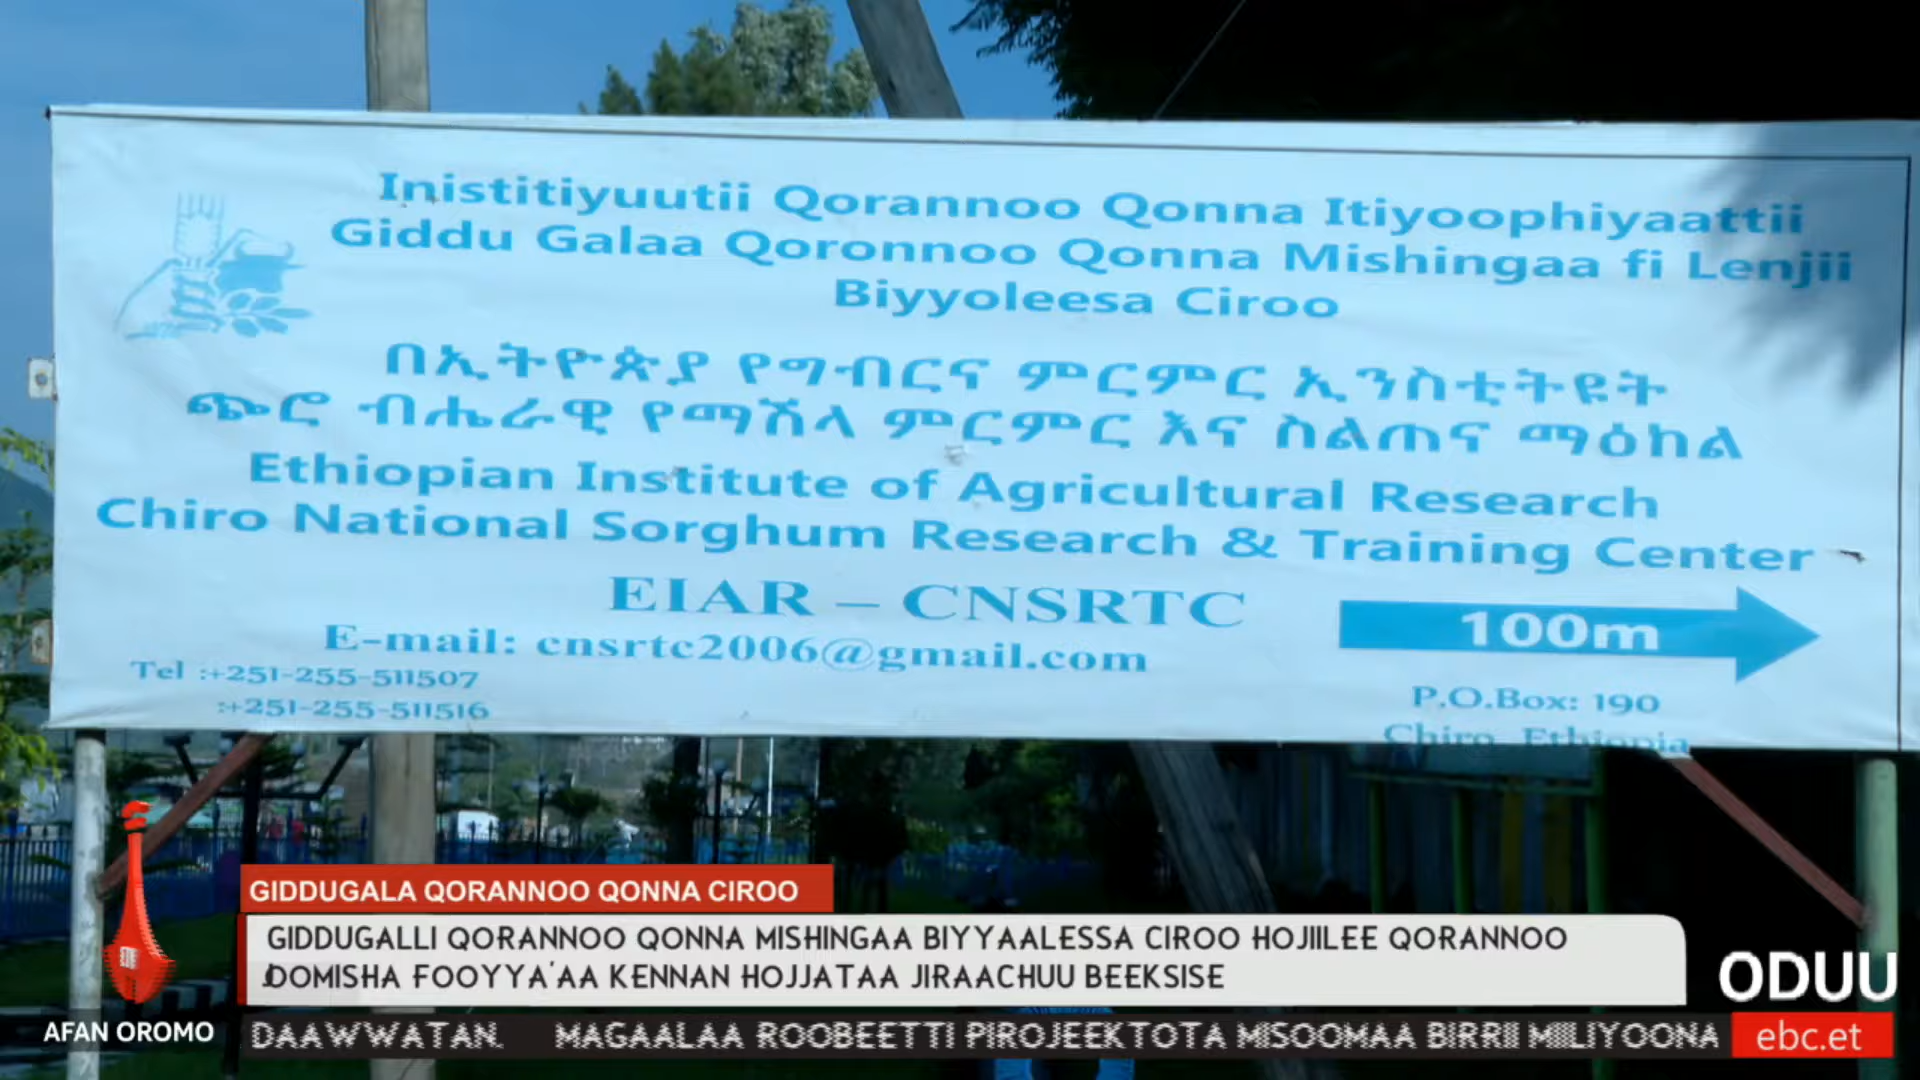 Inistitiyuutii Qorannoo Qonna Itiyoophiyaattii
Giddu Galaa Qoronnoo Qonna Mishingaa fi Lenjii
Biyyoleesa Ciroo
በኢትዮጵያ የግብርና ምርምር ኢንስቲትዩት
ጭሮ ብሔራዊ የማሽላ ምርምር እና ስልጠና ማዕከል
Ethiopian Institute of Agricultural Research
Chiro National Sorghum Research & Training Center
EIAR – CNSRTC
100m
E-mail: cnsrtc2006@gmail.com
Tel :+251-255-511507
:+251-255-511516
P.O.Box: 190
Chiro Ethiopia
GIDDUGALA QORANNOO QONNA CIROO
GIDDUGALLI QORANNOO QONNA MISHINGAA BIYYAALESSA CIROO HOJIILEE QORANNOO
OOMISHA FOOYYA'AA KENNAN HOJJATAA JIRAACHUU BEEKSISE
ODUU
AFAN OROMO
DAAWWATAN. MAGAALAA ROOBEETTI PIROJEEKTOTA MISOOMAA BIRRII MIILIYOONA
ebc.et